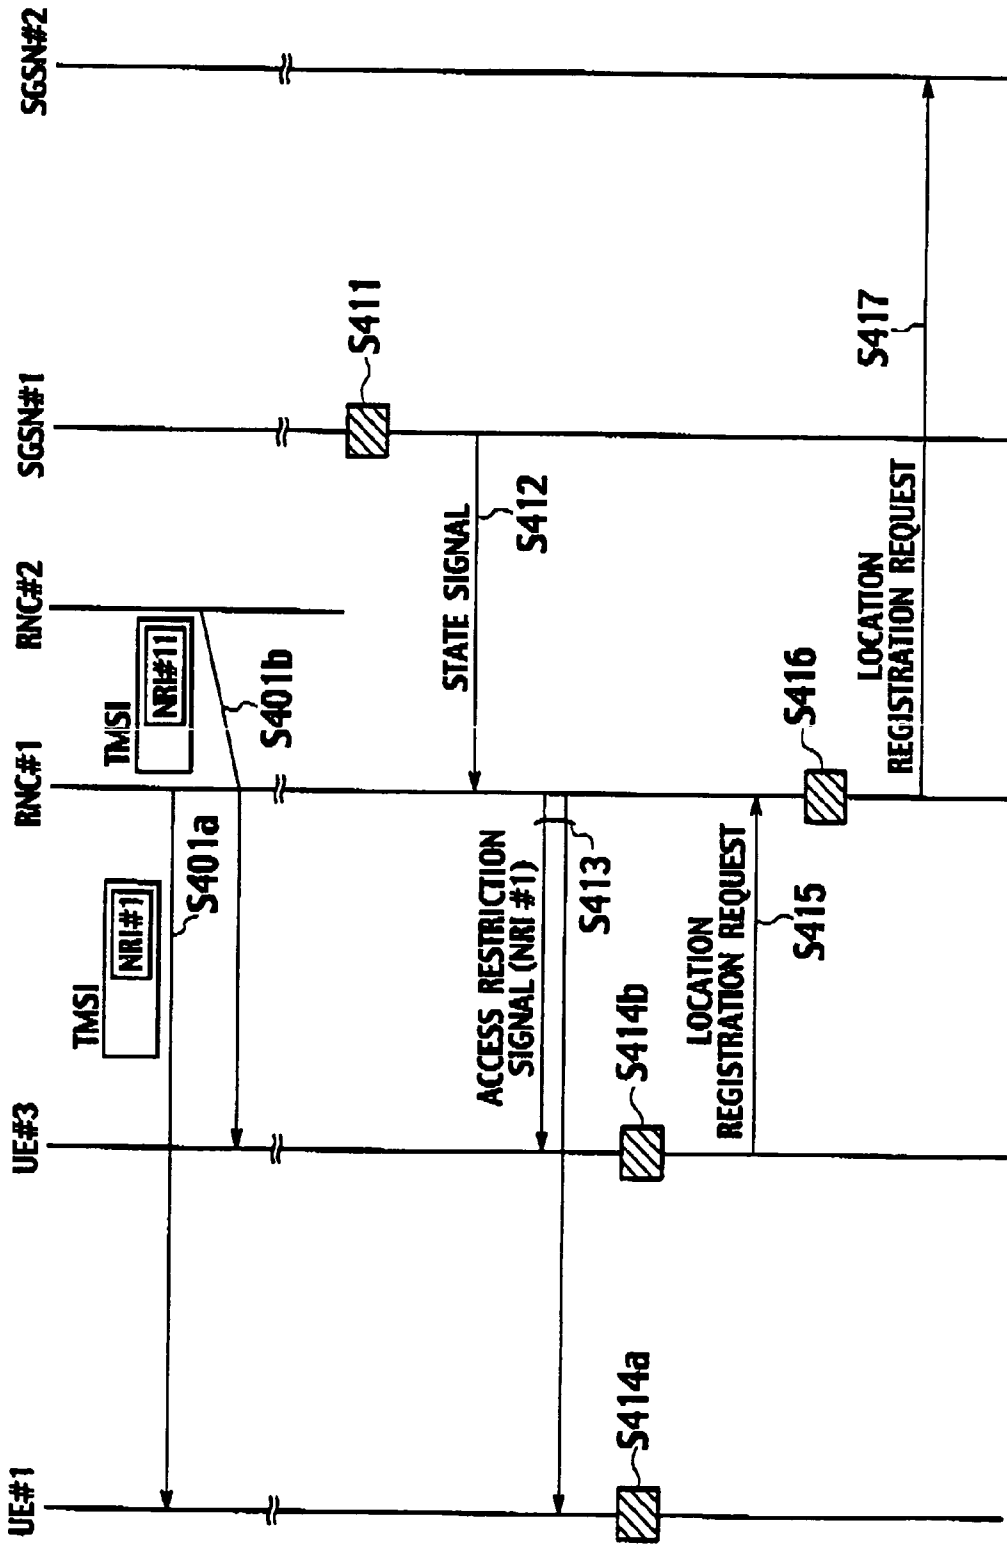 UE#1
UE#3
RNC#1
RNC#2
SGSN#1
SGSN#2
TMSI
NRI#1
S401a
TMSI
NRI#11
S401b
S411
STATE SIGNAL
S412
ACCESS RESTRICTION
SIGNAL (NRI #1)
S413
S414a
S414b
LOCATION
REGISTRATION REQUEST
S415
S416
LOCATION
REGISTRATION REQUEST
S417